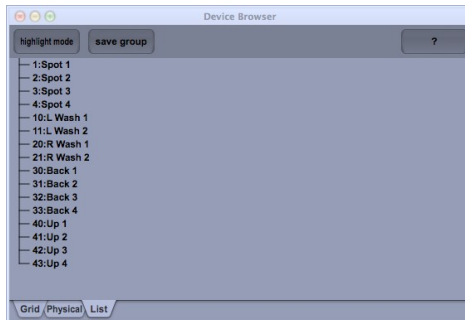 Device Browser
highlight mode save group ?
1:Spot 1
2:Spot 2
3:Spot 3
4:Spot 4
10:L Wash 1
11:L Wash 2
20:R Wash 1
21:R Wash 2
30:Back 1
31:Back 2
32:Back 3
33:Back 4
40:Up 1
41:Up 2
42:Up 3
43:Up 4
Grid Physical List